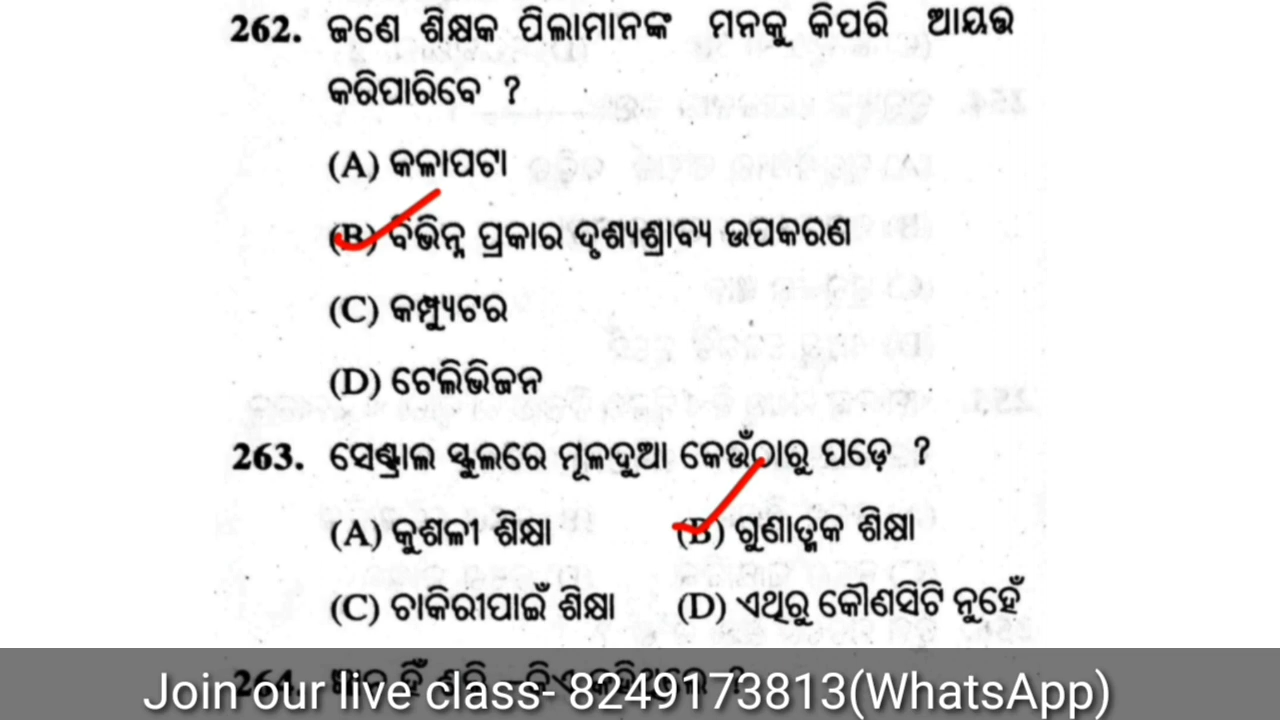 262. ଜଣେ ଶିକ୍ଷକ ପିଲାମାନଙ୍କ ମନକୁ କିପରି ଆୟତ୍ତ
କରିପାରିବେ ?
(A) କଳାପଟା
(B) ବିଭିନ୍ନ ପ୍ରକାର ଦୃଶ୍ୟଶ୍ରାବ୍ୟ ଉପକରଣ
(C) କମ୍ପ୍ୟୁଟର
(D) ଟେଲିଭିଜନ
263. ସେଣ୍ଟ୍ରାଲ ସ୍କୁଲରେ ମୂଳଦୁଆ କେଉଁଠାରୁ ପଡ଼େ ?
(A) କୁଶଳୀ ଶିକ୍ଷା (B) ଗୁଣାତ୍ମକ ଶିକ୍ଷା
(C) ଚାକିରୀପାଇଁ ଶିକ୍ଷା (D) ଏଥିରୁ କୌଣସିଟି ନୁହେଁ
264.
Join our live class- 8249173813(WhatsApp)